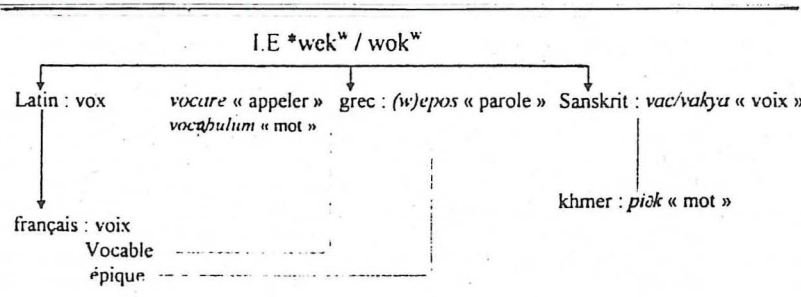 I.E *wekʷ / wokʷ
Latin : vox vocare « appeler » grec : (w)epos « parole » Sanskrit : vac/vakya « voix »
vocabulum « mot »
khmer : piək « mot »
français : voix
Vocable
épique